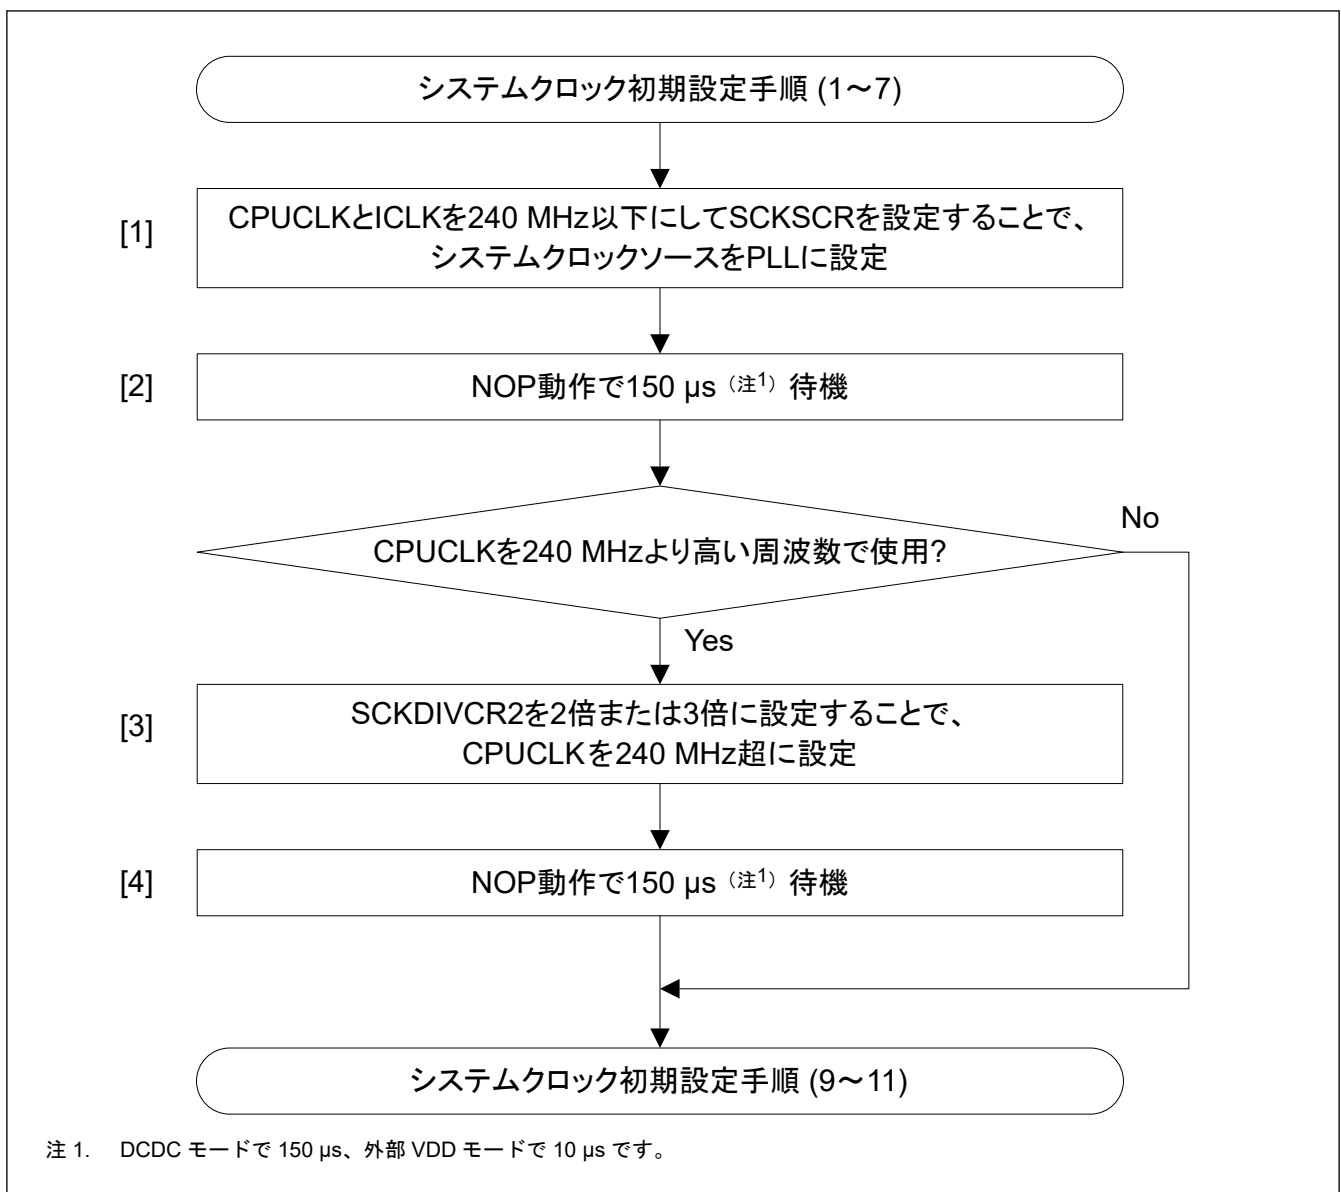 システムクロック初期設定手順 (1～7)
[1]
CPUCLKとICLKを240 MHz以下にしてSCKSCRを設定することで、
システムクロックソースをPLLに設定
[2]
NOP動作で150 µs（注1）待機
CPUCLKを240 MHzより高い周波数で使用?
No
Yes
[3]
SCKDIVCR2を2倍または3倍に設定することで、
CPUCLKを240 MHz超に設定
[4]
NOP動作で150 µs（注1）待機
システムクロック初期設定手順 (9～11)
注 1. DCDC モードで 150 µs、外部 VDD モードで 10 µs です。